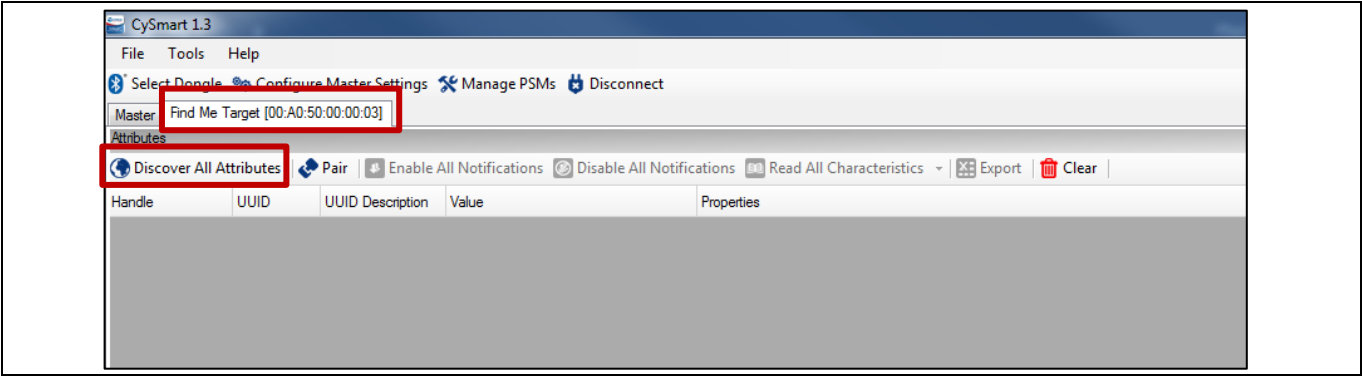 CySmart 1.3
File Tools Help
Select Dongle Configure Master Settings Manage PSMs Disconnect
Master Find Me Target [00:A0:50:00:00:03]
Attributes
Discover All Attributes Pair Enable All Notifications Disable All Notifications Read All Characteristics Export Clear
Handle UUID UUID Description Value Properties